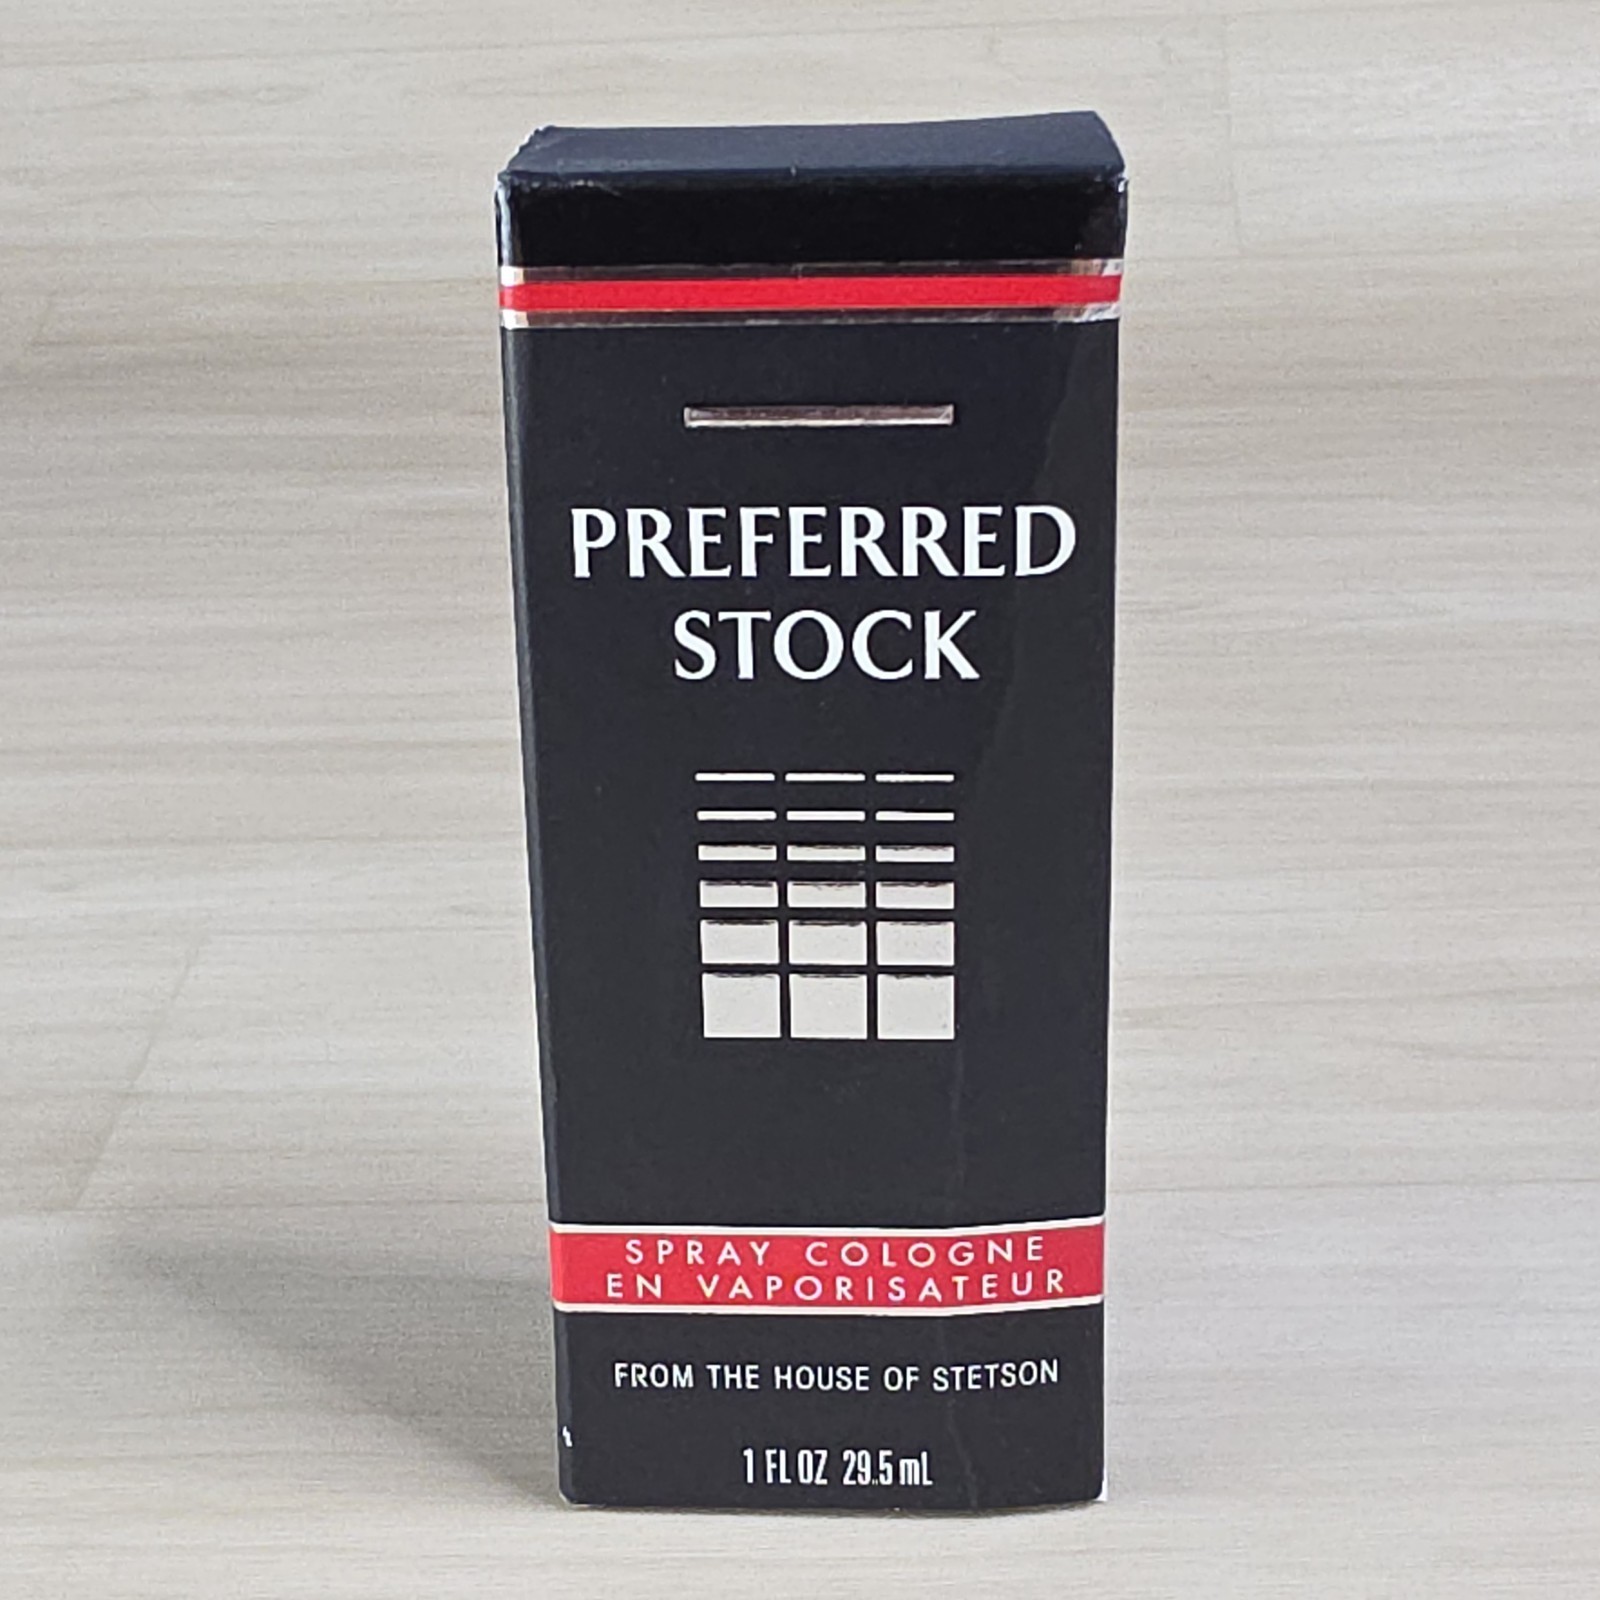 PREFERRED
STOCK
SPRAY COLOGNE
EN VAPORISATEUR
FROM THE HOUSE OF STETSON
1 FL OZ 29.5 mL